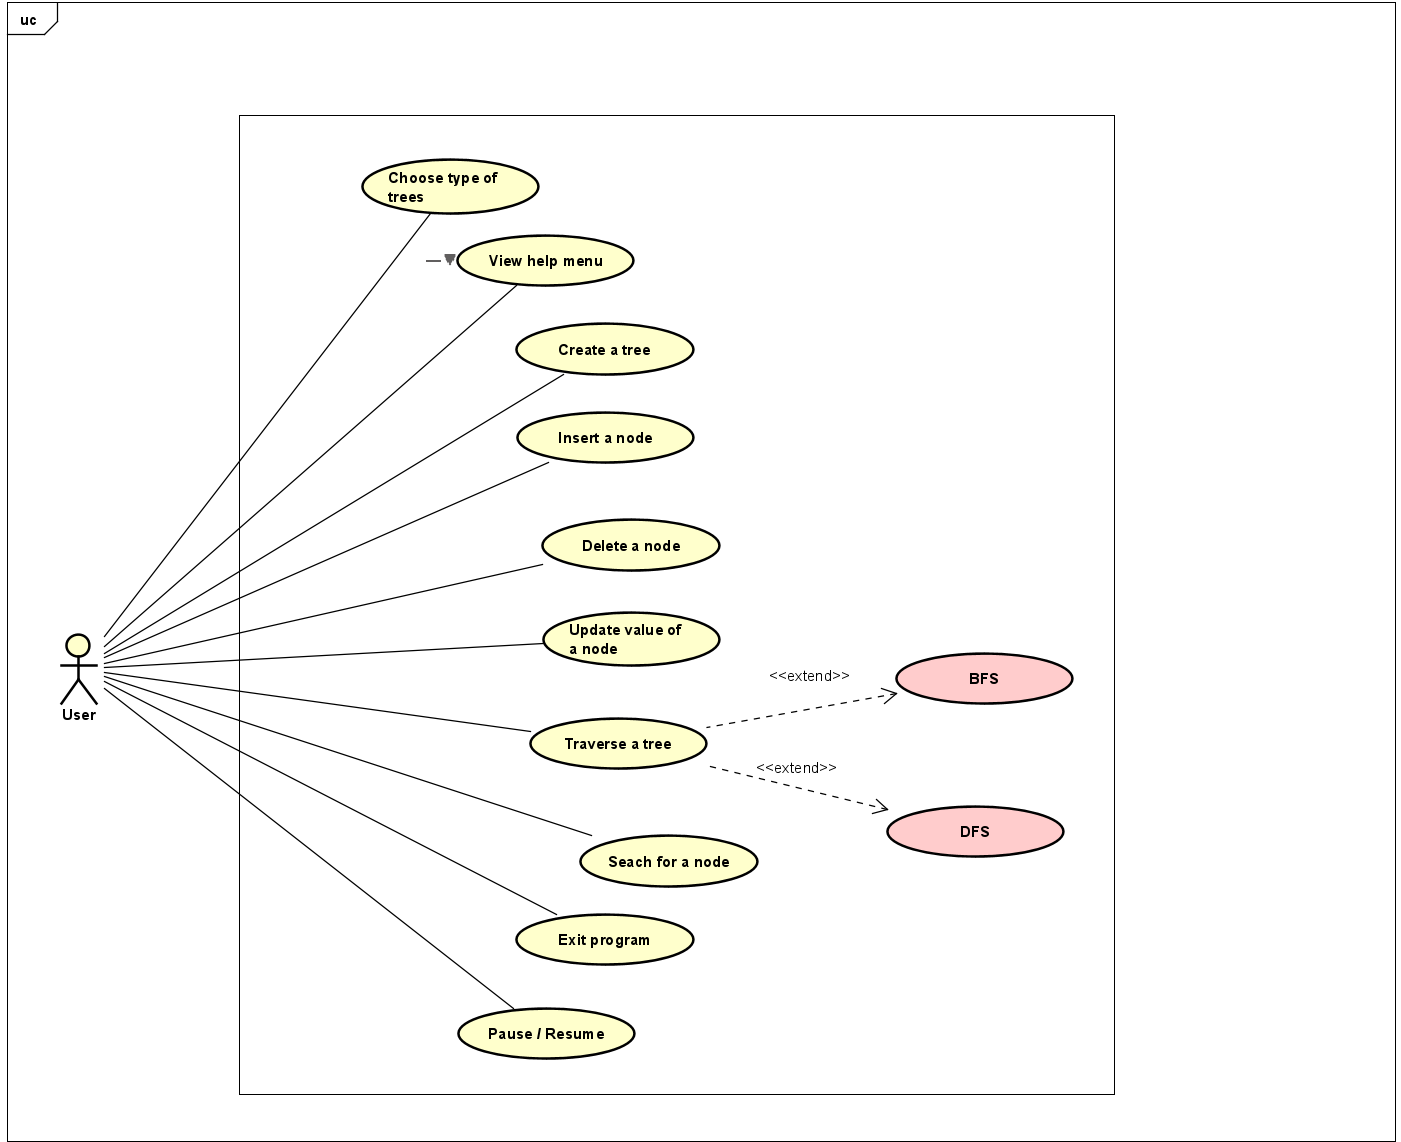 uc
Choose type of
trees
View help menu
Create a tree
Insert a node
Delete a node
Update value of
a node
User
Traverse a tree
<<extend>>
BFS
<<extend>>
DFS
Seach for a node
Exit program
Pause / Resume